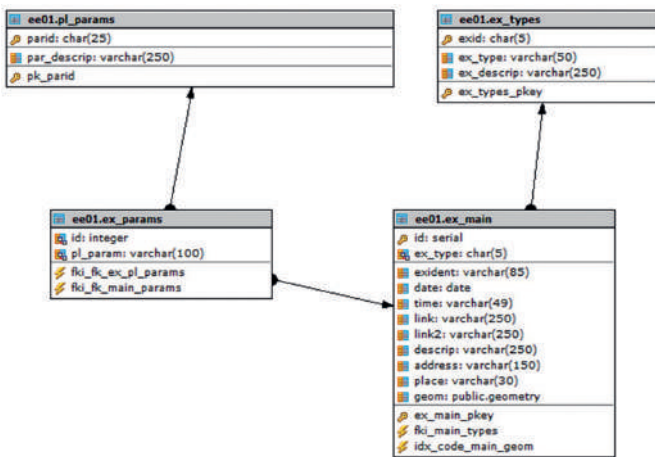 ee01.pl_params
parid: char(25)
par_descrip: varchar(250)
pk_parid
ee01.ex_types
exid: char(5)
ex_type: varchar(50)
ex_descrip: varchar(250)
ex_types_pkey
ee01.ex_params
id: integer
pl_param: varchar(100)
fki_fk_ex_pl_params
fki_fk_main_params
ee01.ex_main
id: serial
ex_type: char(5)
exident: varchar(85)
date: date
time: varchar(49)
link: varchar(250)
link2: varchar(250)
descrip: varchar(250)
address: varchar(150)
place: varchar(30)
geom: public.geometry
ex_main_pkey
fki_main_types
idx_code_main_geom